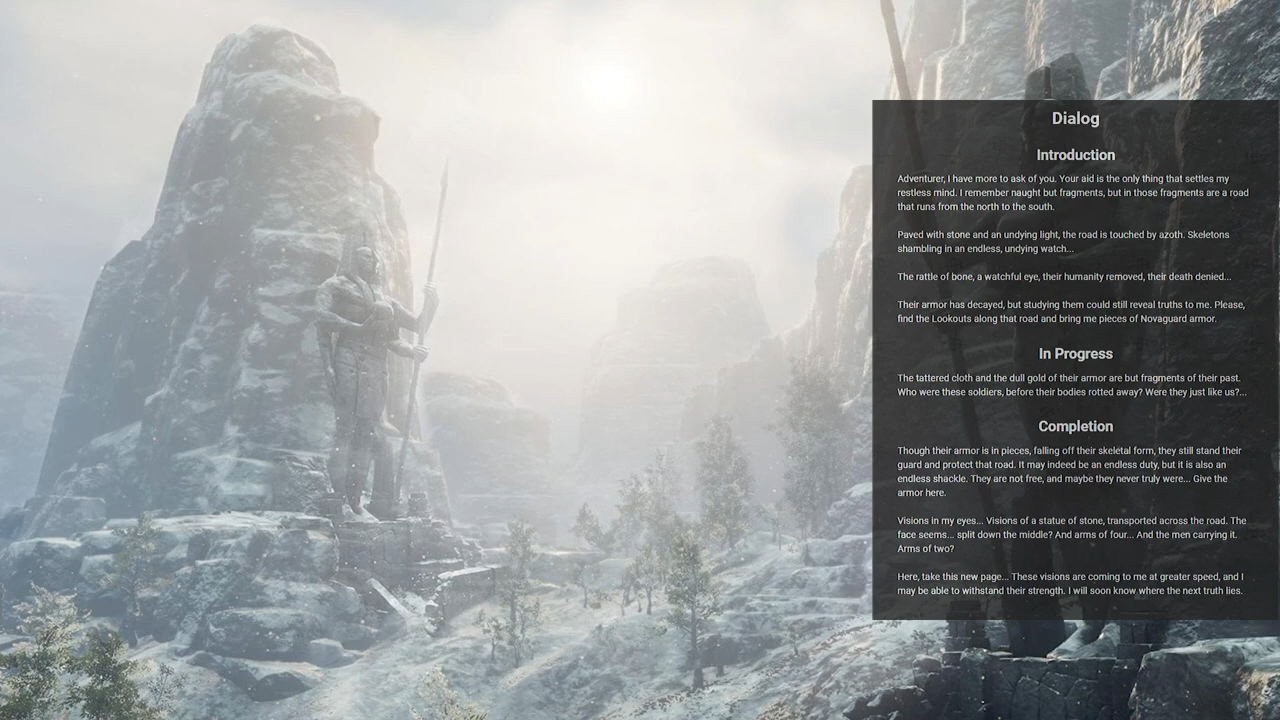 Dialog
Introduction
Adventurer, I have more to ask of you. Your aid is the only thing that settles my
restless mind. I remember naught but fragments, but in those fragments are a road
that runs from the north to the south.
Paved with stone and an undying light, the road is touched by azoth. Skeletons
shambling in an endless, undying watch...
The rattle of bone, a watchful eye, their humanity removed, their death denied...
Their armor has decayed, but studying them could still reveal truths to me. Please,
find the Lookouts along that road and bring me pieces of Novaguard armor.
In Progress
The tattered cloth and the dull gold of their armor are but fragments of their past.
Who were these soldiers, before their bodies rotted away? Were they just like us?...
Completion
Though their armor is in pieces, falling off their skeletal form, they still stand their
guard and protect that road. It may indeed be an endless duty, but it is also an
endless shackle. They are not free, and maybe they never truly were... Give the
armor here.
Visions in my eyes... Visions of a statue of stone, transported across the road. The
face seems... split down the middle? And arms of four... And the men carrying it.
Arms of two?
Here, take this new page... These visions are coming to me at greater speed, and I
may be able to withstand their strength. I will soon know where the next truth lies.